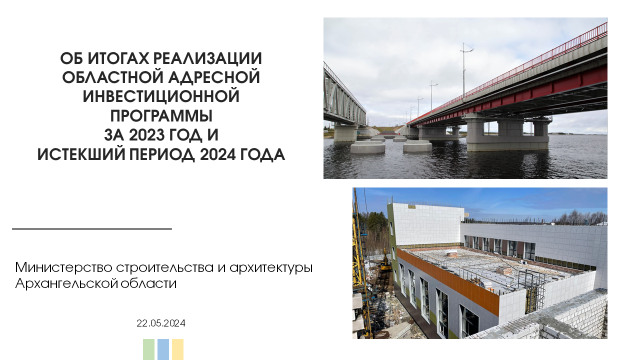 ОБ ИТОГАХ РЕАЛИЗАЦИИ
ОБЛАСТНОЙ АДРЕСНОЙ
ИНВЕСТИЦИОННОЙ
ПРОГРАММЫ
ЗА 2023 ГОД И
ИСТЕКШИЙ ПЕРИОД 2024 ГОДА
Министерство строительства и архитектуры
Архангельской области
22.05.2024